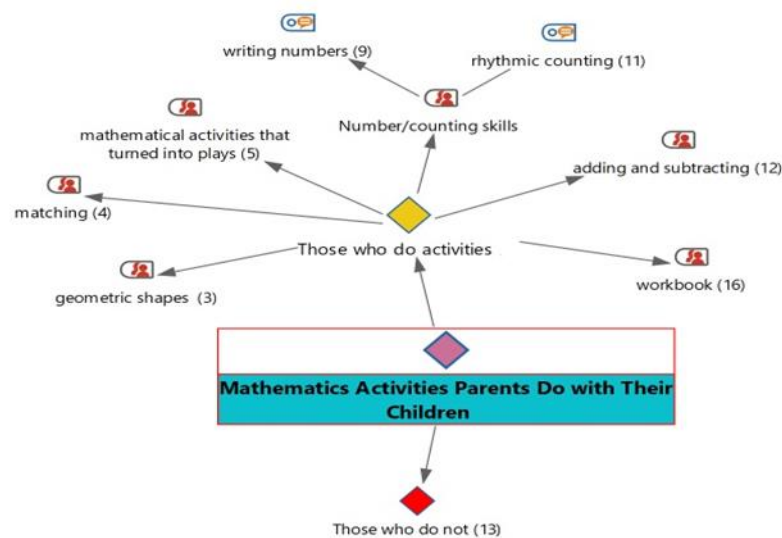 writing numbers (9)
rhythmic counting (11)
Number/counting skills
mathematical activities that
turned into plays (5)
adding and subtracting (12)
matching (4)
Those who do activities
geometric shapes (3)
workbook (16)
Mathematics Activities Parents Do with Their
Children
Those who do not (13)